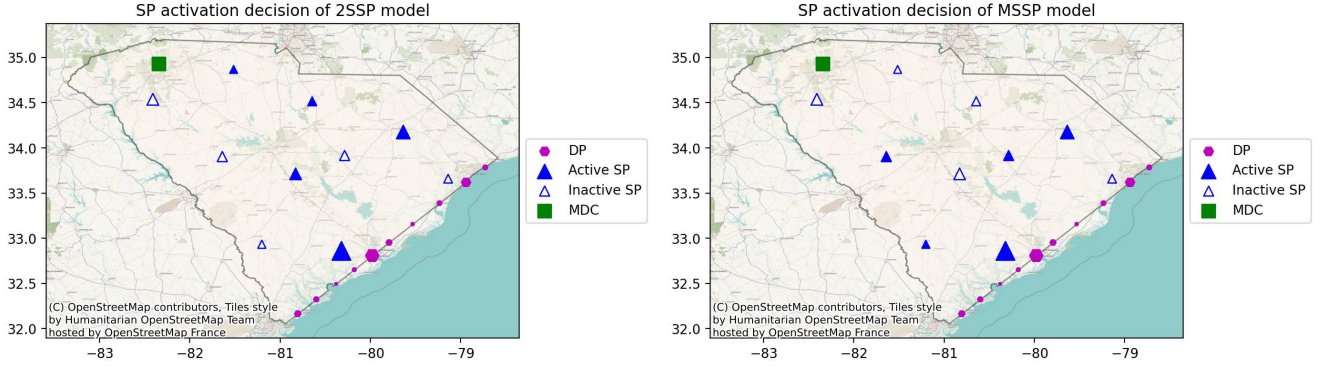 SP activation decision of 2SSP model
35.0
34.5
34.0
33.5
33.0
32.5
32.0
−83
−82
−81
−80
−79
(C) OpenStreetMap contributors, Tiles style
by Humanitarian OpenStreetMap Team
hosted by OpenStreetMap France
DP
Active SP
Inactive SP
MDC
SP activation decision of MSSP model
35.0
34.5
34.0
33.5
33.0
32.5
32.0
−83
−82
−81
−80
−79
(C) OpenStreetMap contributors, Tiles style
by Humanitarian OpenStreetMap Team
hosted by OpenStreetMap France
DP
Active SP
Inactive SP
MDC